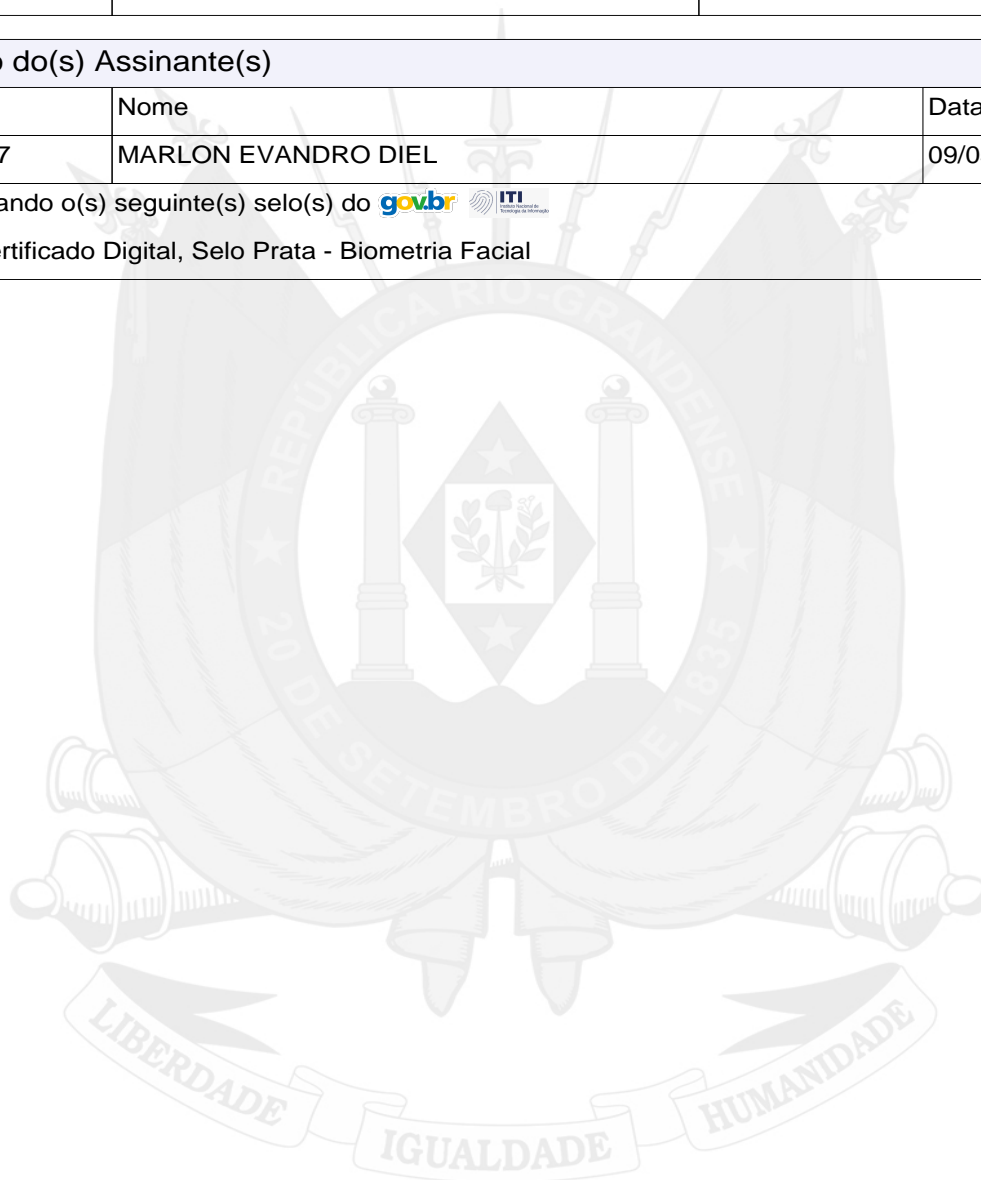 o do(s) Assinante(s)
Nome
Data
7
MARLON EVANDRO DIEL
09/0
ando o(s) seguinte(s) selo(s) do gov.br ITI
rtificado Digital, Selo Prata - Biometria Facial
REPÚBLICA RIO-GRANDENSE
20 DE SETEMBRO DE 1835
LIBERDADE
IGUALDADE
HUMANIDADE